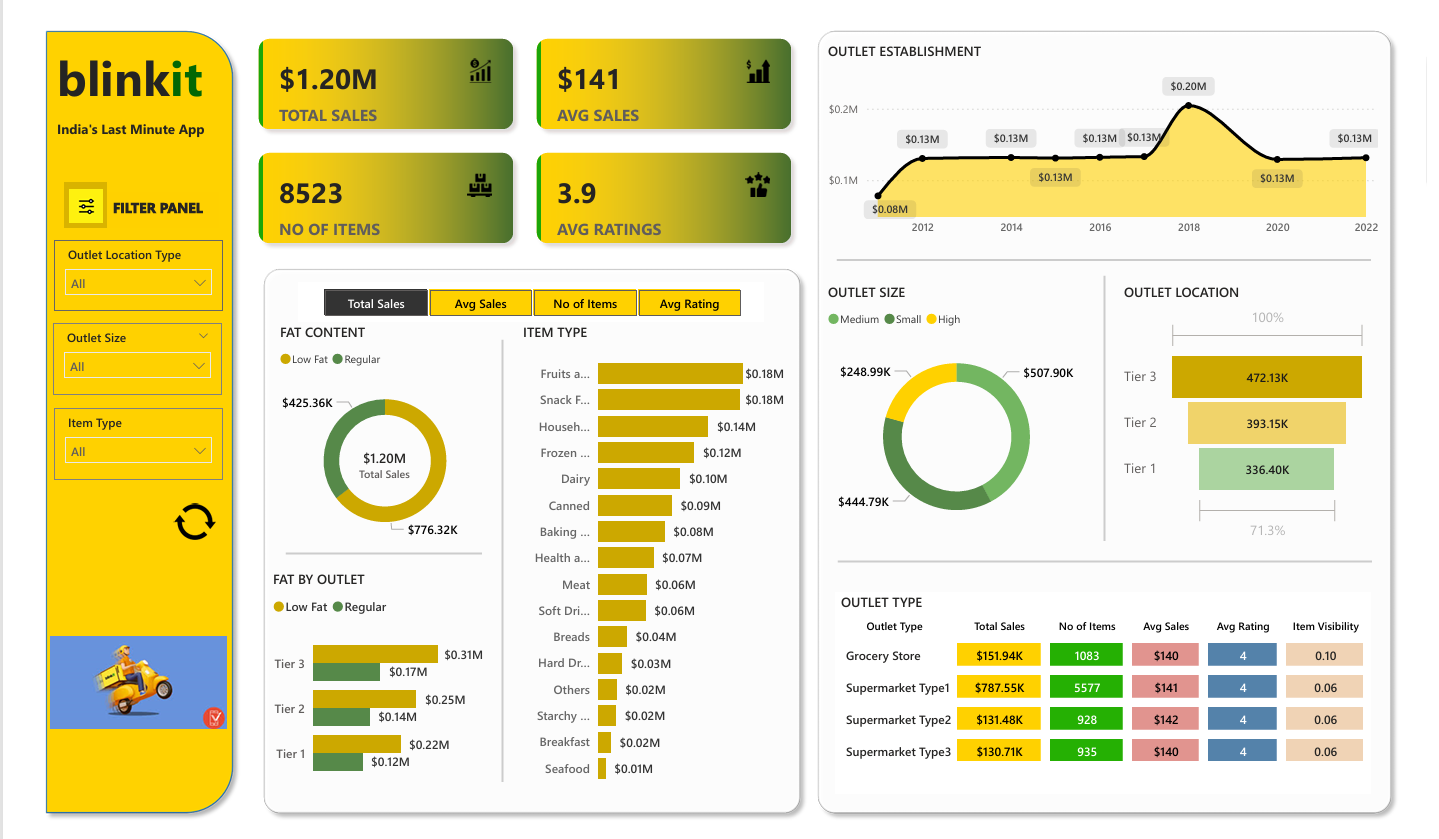 blinkit
India's Last Minute App
FILTER PANEL
Outlet Location Type
All
Outlet Size
All
Item Type
All
$1.20M
TOTAL SALES
$141
AVG SALES
8523
NO OF ITEMS
3.9
AVG RATINGS
Total Sales Avg Sales No of Items Avg Rating
FAT CONTENT
Low Fat Regular
$425.36K
$1.20M
Total Sales
$776.32K
FAT BY OUTLET
Low Fat Regular
Tier 3 $0.31M
$0.17M
Tier 2 $0.25M
$0.14M
Tier 1 $0.22M
$0.12M
ITEM TYPE
Fruits a... $0.18M
Snack F... $0.18M
Househ... $0.14M
Frozen ... $0.12M
Dairy $0.10M
Canned $0.09M
Baking ... $0.08M
Health a... $0.07M
Meat $0.06M
Soft Dri... $0.06M
Breads $0.04M
Hard Dr... $0.03M
Others $0.02M
Starchy ... $0.02M
Breakfast $0.02M
Seafood $0.01M
OUTLET ESTABLISHMENT
$0.20M
$0.2M
$0.13M $0.13M $0.13M $0.13M $0.13M
$0.13M $0.13M
$0.1M
$0.08M
2012 2014 2016 2018 2020 2022
OUTLET SIZE
Medium Small High
$248.99K $507.90K
$444.79K
OUTLET LOCATION
100%
Tier 3 472.13K
Tier 2 393.15K
Tier 1 336.40K
71.3%
OUTLET TYPE
Outlet Type Total Sales No of Items Avg Sales Avg Rating Item Visibility
Grocery Store $151.94K 1083 $140 4 0.10
Supermarket Type1 $787.55K 5577 $141 4 0.06
Supermarket Type2 $131.48K 928 $142 4 0.06
Supermarket Type3 $130.71K 935 $140 4 0.06